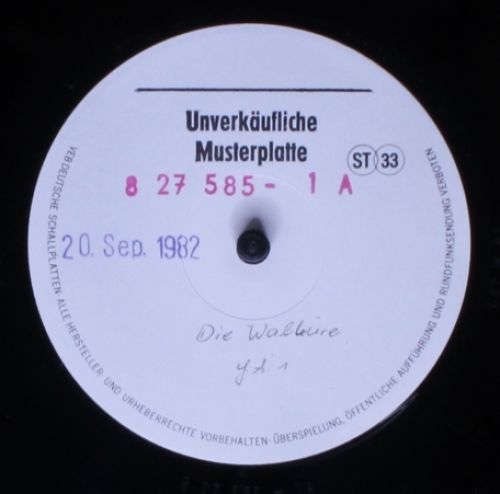 Unverkäufliche
Musterplatte
ST 33
8 27 585 - 1 A
20. Sep. 1982
Die Walküre
VEB DEUTSCHE SCHALLPLATTEN · ALLE HERSTELLER- UND URHEBERRECHTE VORBEHALTEN · ÜBERSPIELUNG, ÖFFENTLICHE AUFFÜHRUNG UND RUNDFUNKSENDUNG VERBOTEN